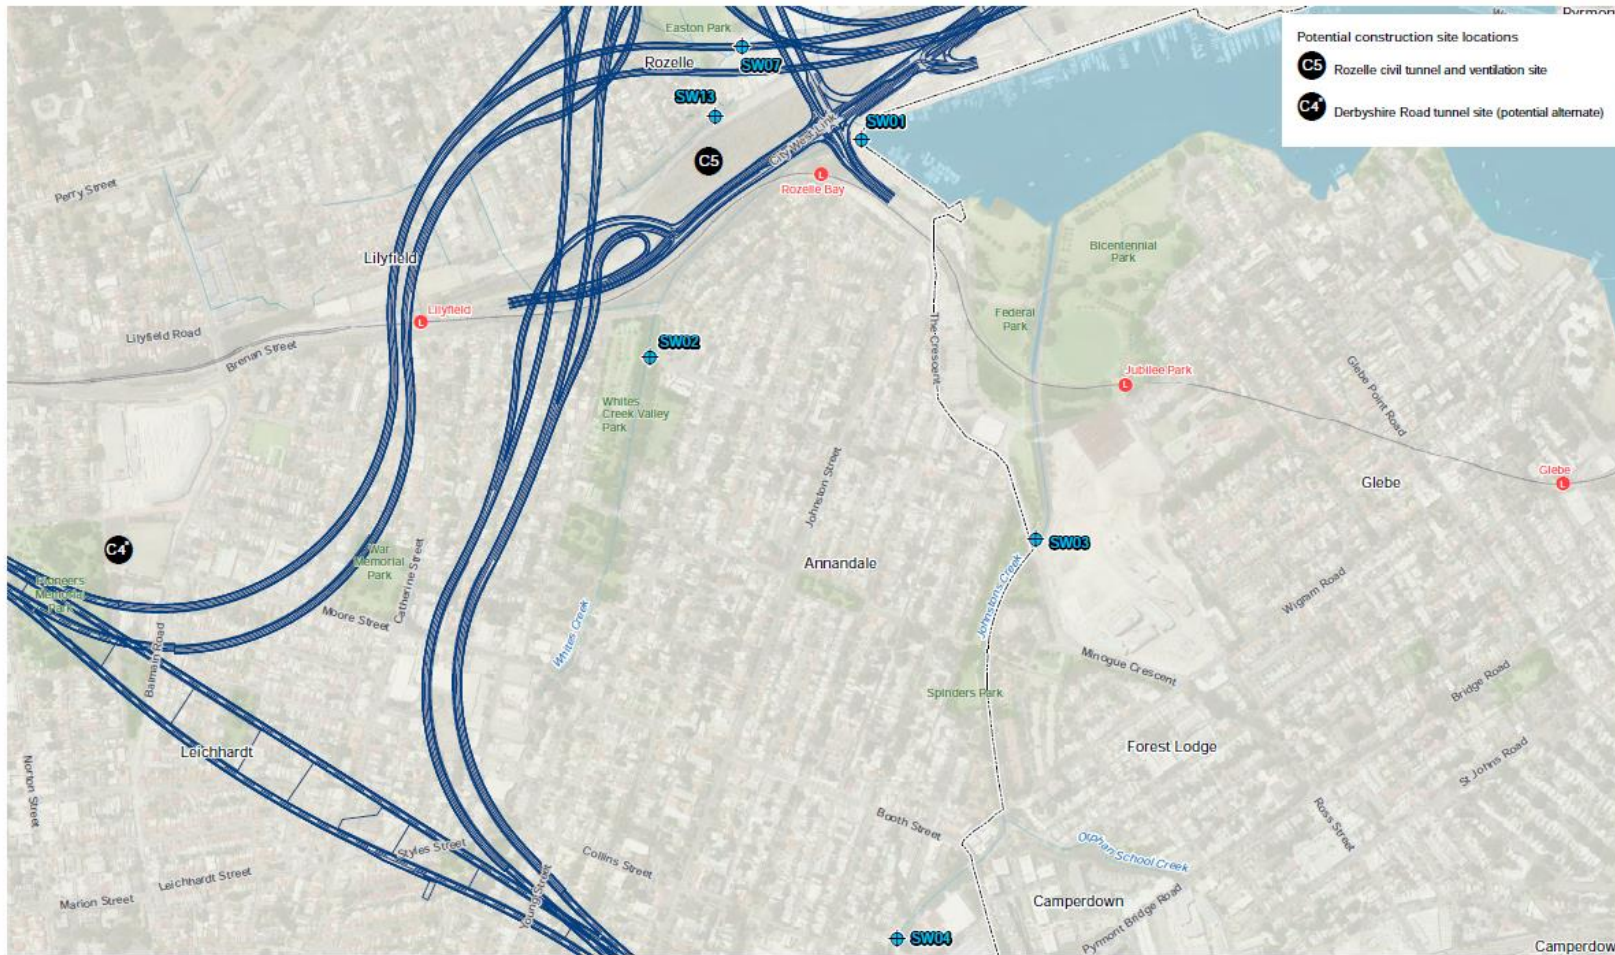 Pyrmont
Potential construction site locations
C5 Rozelle civil tunnel and ventilation site
C4* Derbyshire Road tunnel site (potential alternate)
Easton Park
Rozelle
SW07
SW13
SW01
City West Link
C5
L
Rozelle Bay
Perry Street
Lilyfield
Bicentennial
Park
Federal
Park
L
Lilyfield
Lilyfield Road
Brenan Street
SW02
The Crescent
L
Jubilee Park
Glebe Point Road
Whites
Creek Valley
Park
Johnston Street
Glebe
L
Glebe
C4*
War
Memorial
Park
Catherine Street
Annandale
SW03
Pioneers
Memorial
Park
Moore Street
Johnstons Creek
Wigram Road
Whites Creek
Balmain Road
Minogue Crescent
Spinders Park
Bridge Road
Leichhardt
Forest Lodge
St Johns Road
Norton Street
Booth Street
Ross Street
Styles Street
Collins Street
Orphan School Creek
Leichhardt Street
Marion Street
Young Street
Camperdown
Pyrmont Bridge Road
SW04
Camperdow